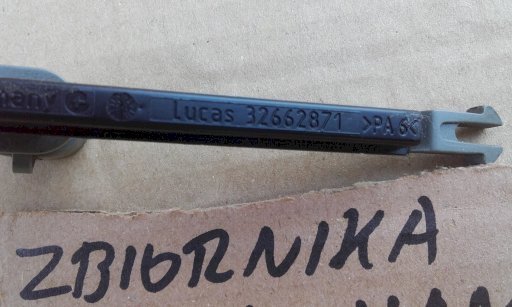 many Lucas 32662871 >PA 6<
ZBIORNIKA